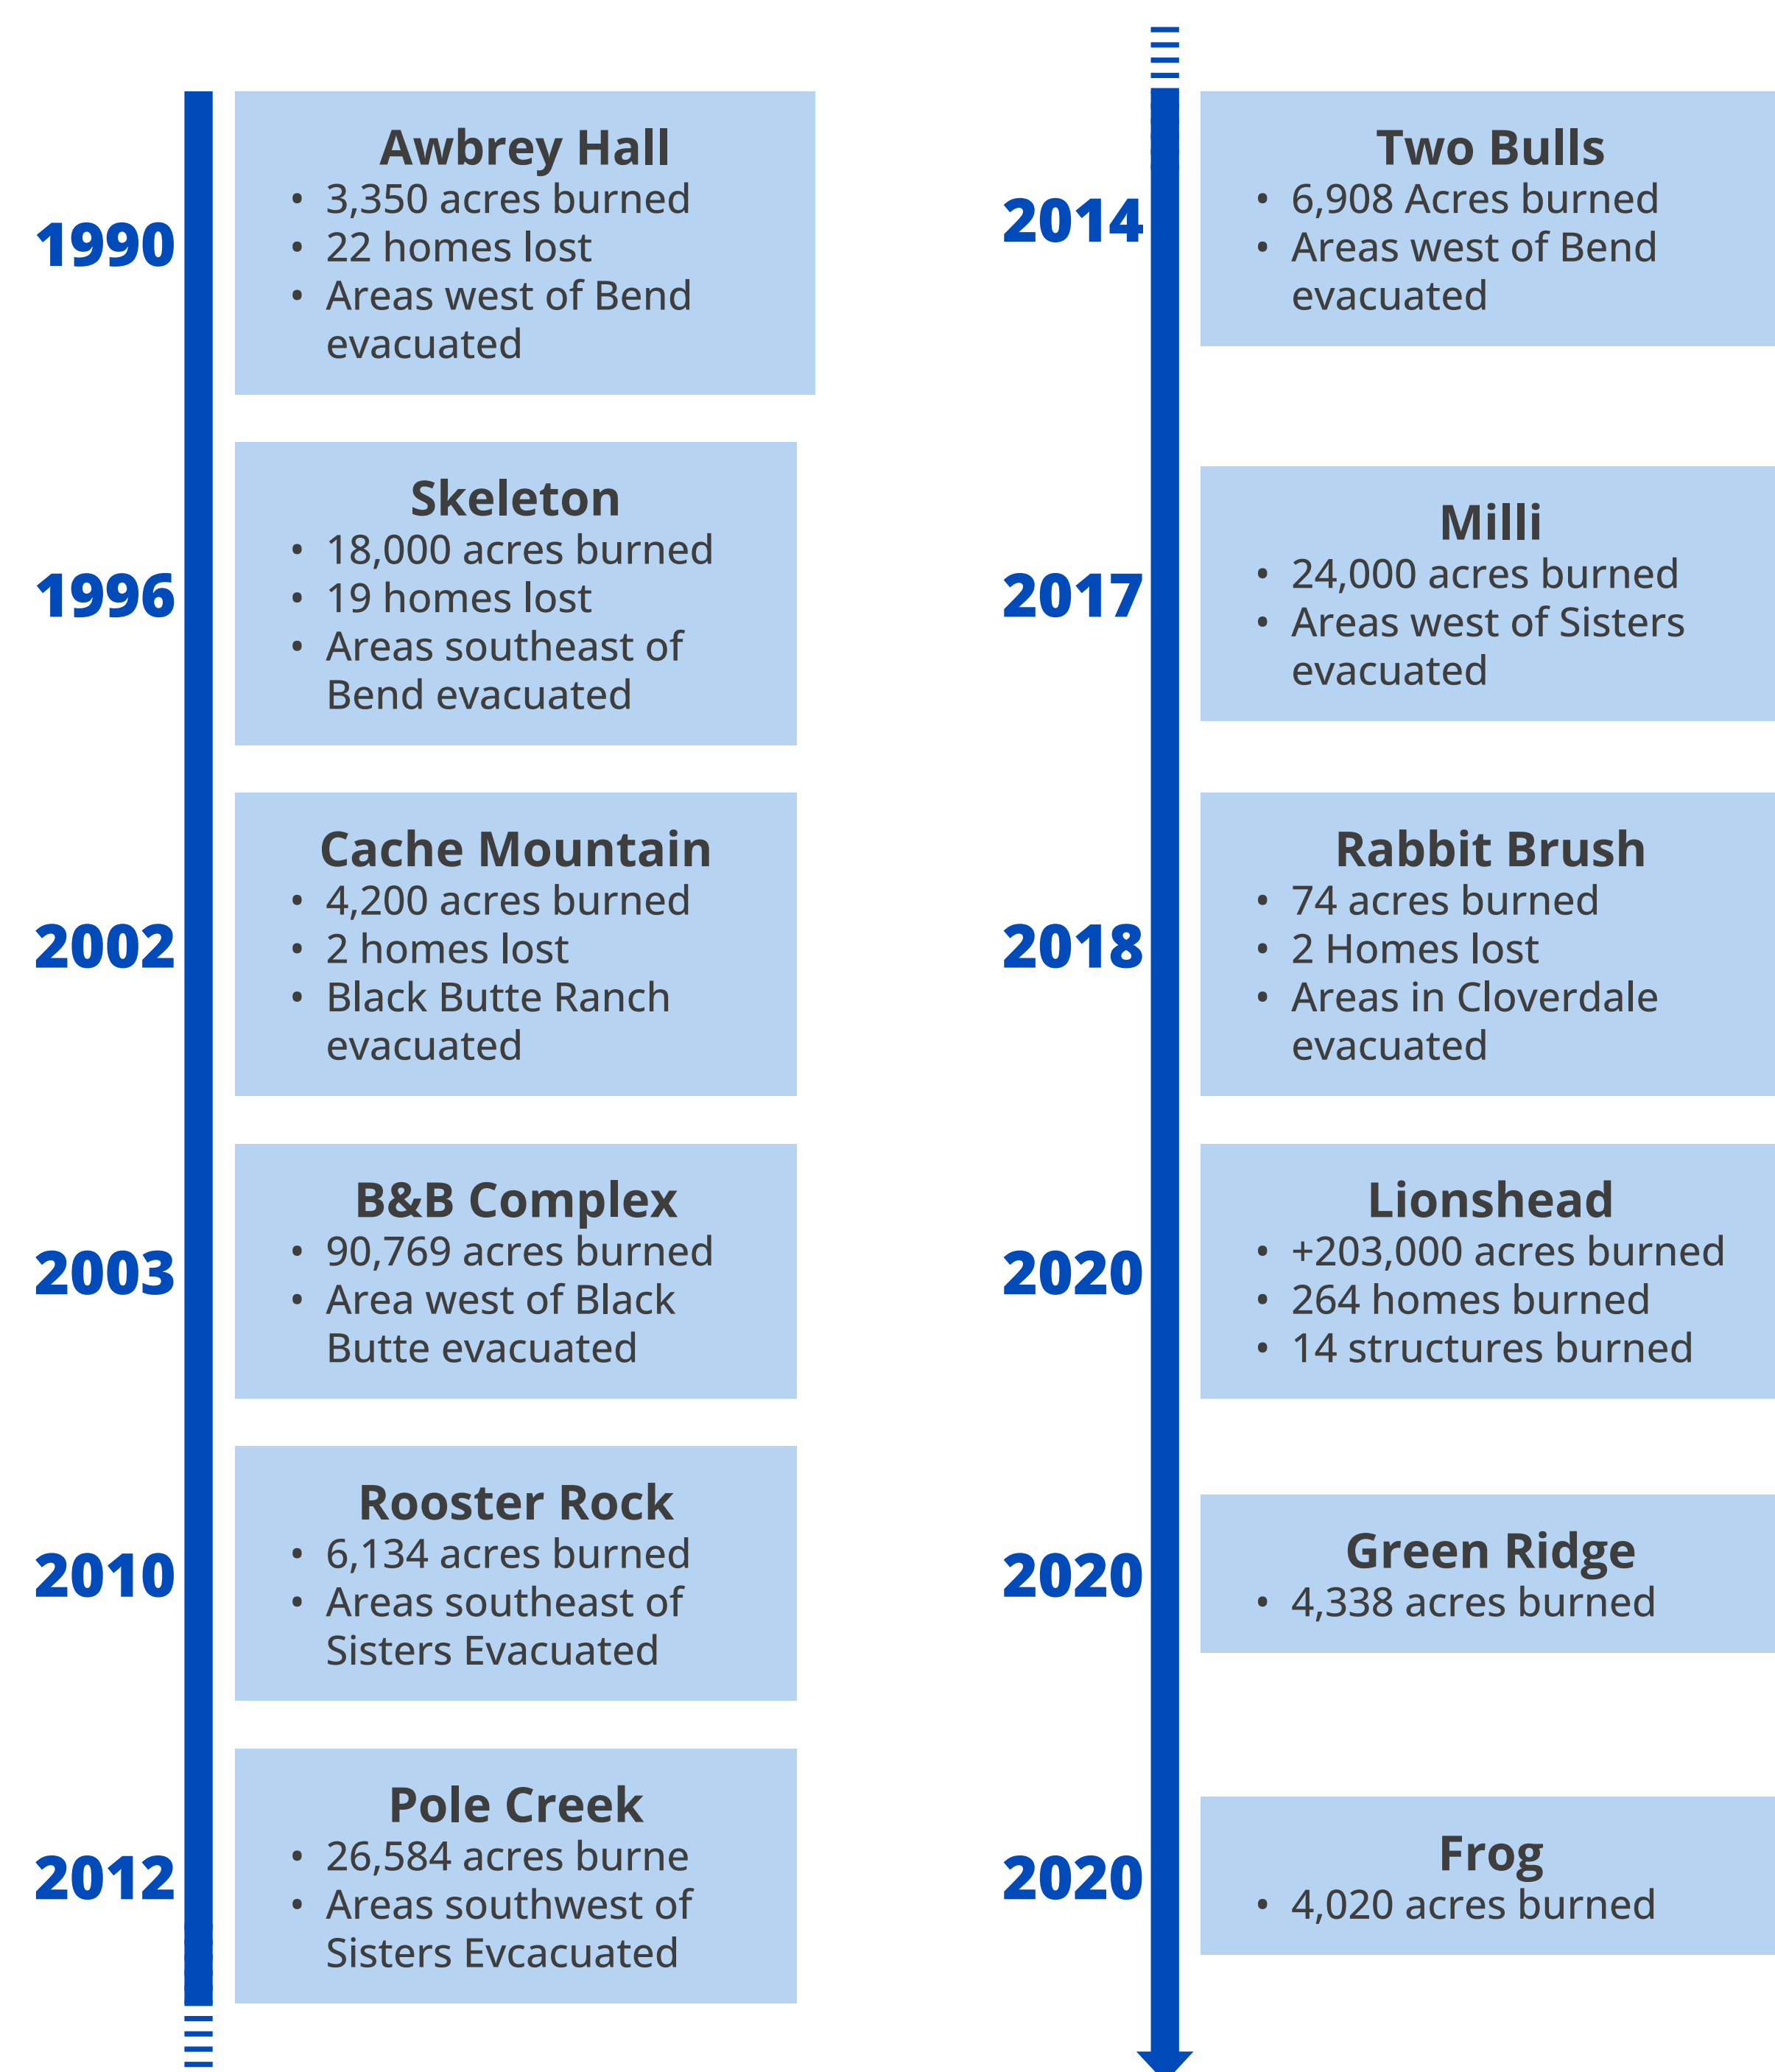 1990
Awbrey Hall
• 3,350 acres burned
• 22 homes lost
• Areas west of Bend
evacuated
1996
Skeleton
• 18,000 acres burned
• 19 homes lost
• Areas southeast of
Bend evacuated
2002
Cache Mountain
• 4,200 acres burned
• 2 homes lost
• Black Butte Ranch
evacuated
2003
B&B Complex
• 90,769 acres burned
• Area west of Black
Butte evacuated
2010
Rooster Rock
• 6,134 acres burned
• Areas southeast of
Sisters Evacuated
2012
Pole Creek
• 26,584 acres burne
• Areas southwest of
Sisters Evcacuated
2014
Two Bulls
• 6,908 Acres burned
• Areas west of Bend
evacuated
2017
Milli
• 24,000 acres burned
• Areas west of Sisters
evacuated
2018
Rabbit Brush
• 74 acres burned
• 2 Homes lost
• Areas in Cloverdale
evacuated
2020
Lionshead
• +203,000 acres burned
• 264 homes burned
• 14 structures burned
2020
Green Ridge
• 4,338 acres burned
2020
Frog
• 4,020 acres burned